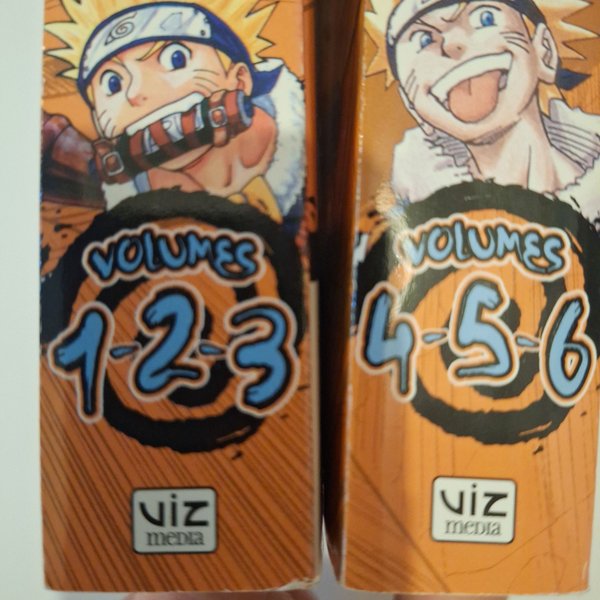 VOLUMES
1-2-3
VIZ
MEDIA
VOLUMES
4-5-6
VIZ
MEDIA